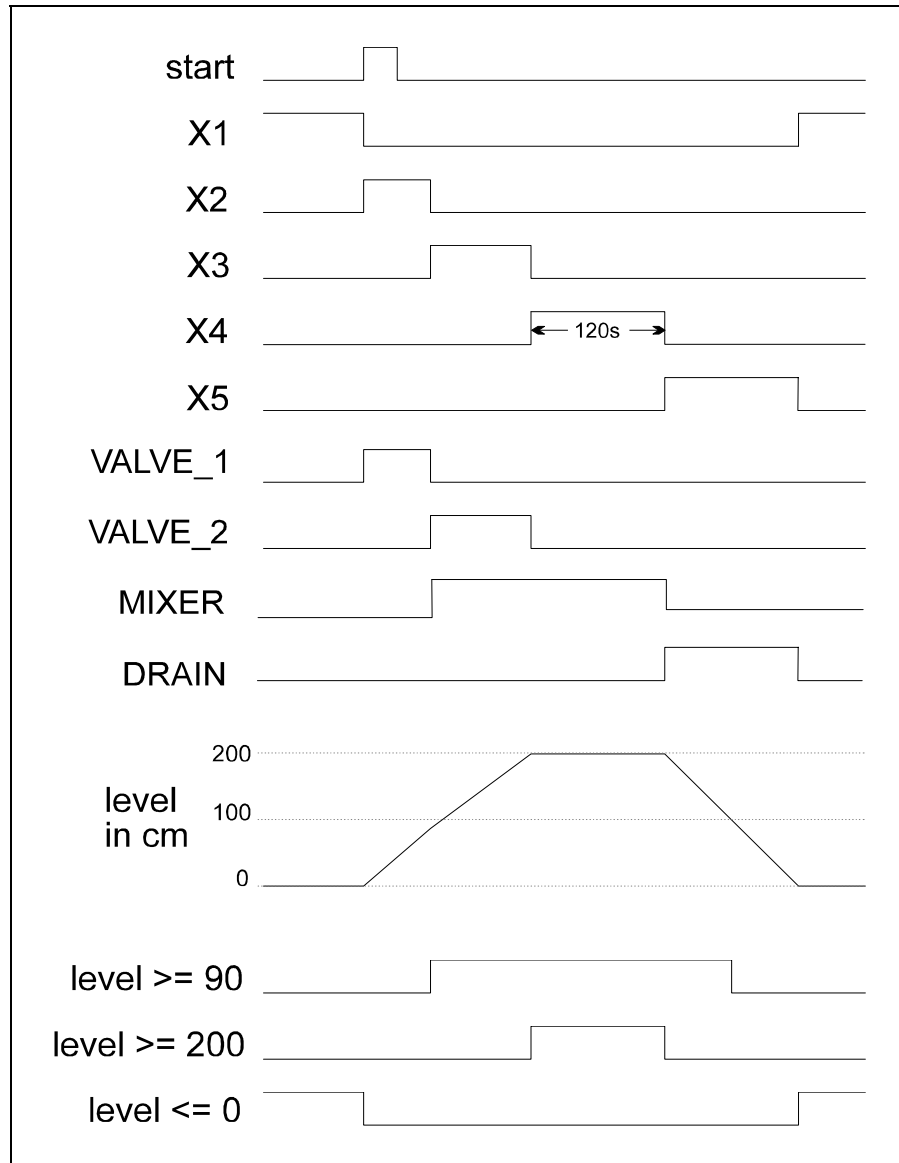 start
X1
X2
X3
X4
120s
X5
VALVE_1
VALVE_2
MIXER
DRAIN
200
level
in cm
100
0
level >= 90
level >= 200
level <= 0